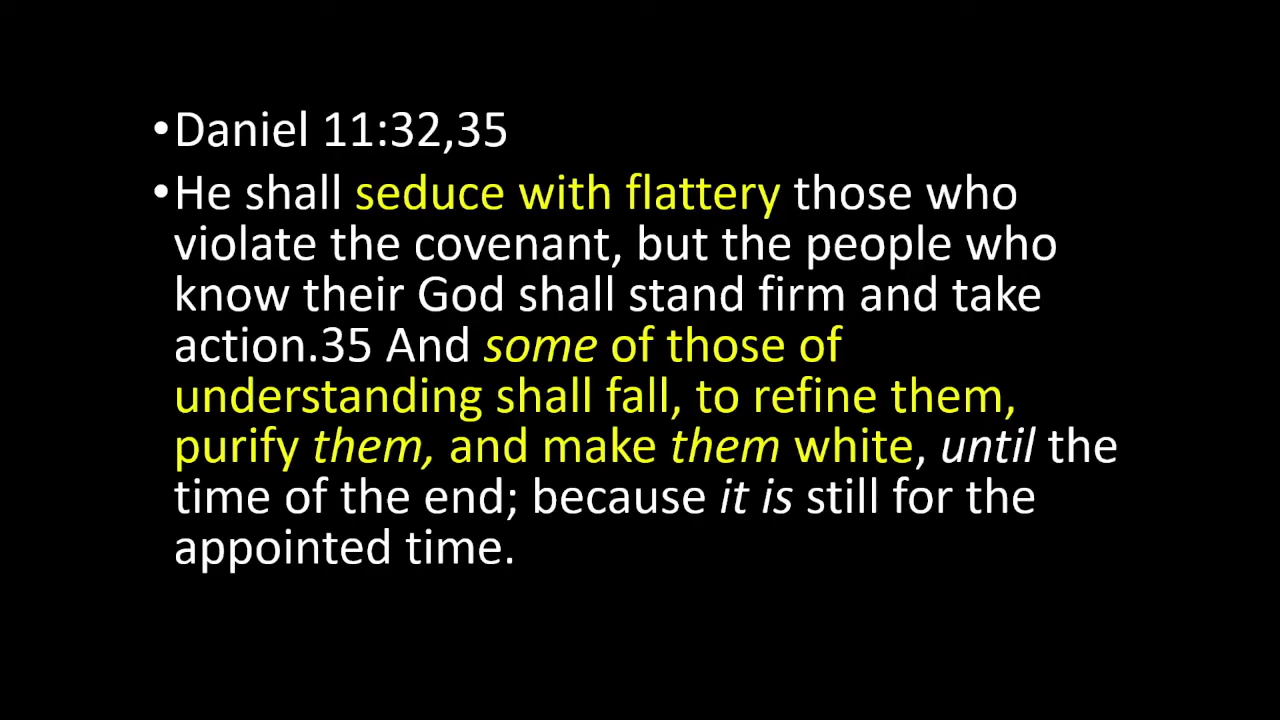 •Daniel 11:32,35
•He shall seduce with flattery those who
violate the covenant, but the people who
know their God shall stand firm and take
action.35 And some of those of
understanding shall fall, to refine them,
purify them, and make them white, until the
time of the end; because it is still for the
appointed time.